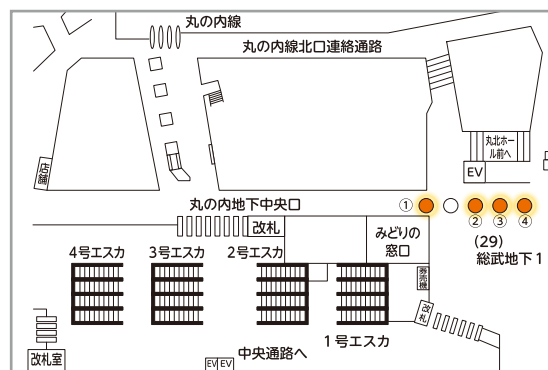 丸の内線
丸の内線北口連絡通路
丸北ホー
ル前へ
EV
店舗
丸の内地下中央口
①
②
③
④
改札
みどりの
窓口
(29)
総武地下1
4号エスカ
3号エスカ
2号エスカ
券売機
改札
1号エスカ
改札室
EV EV
中央通路へ